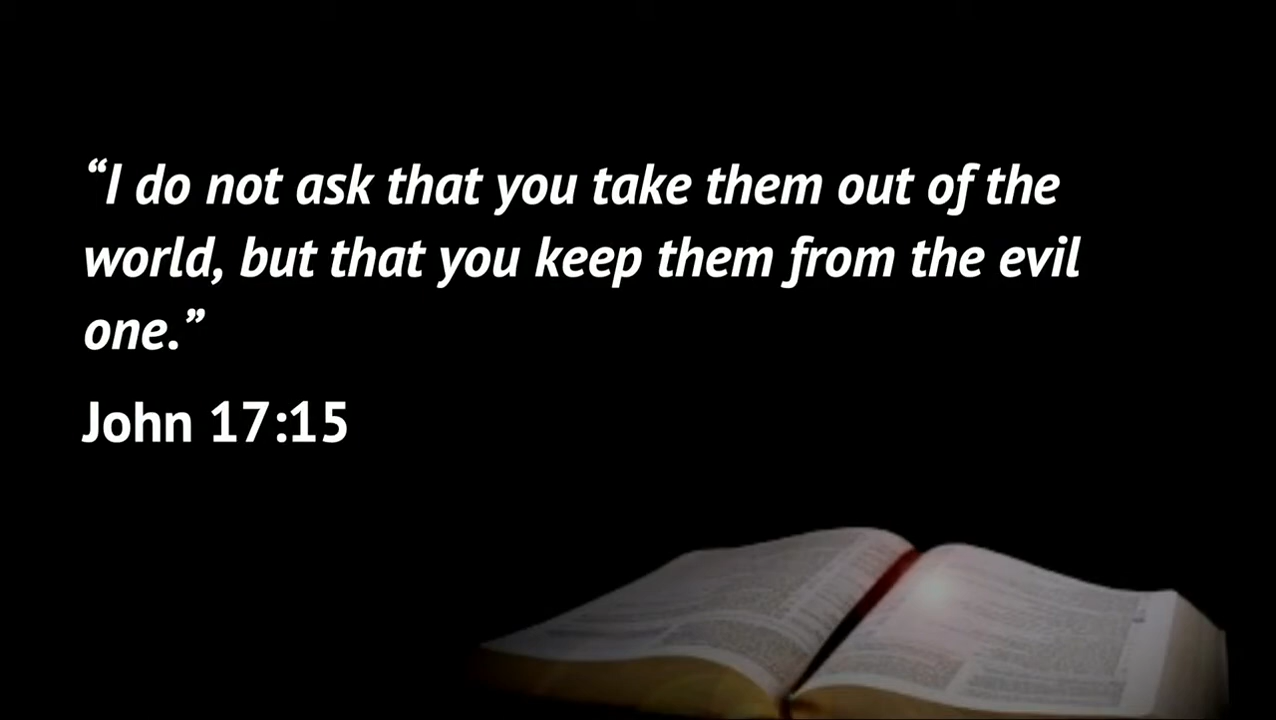 “I do not ask that you take them out of the
world, but that you keep them from the evil
one.”
John 17:15